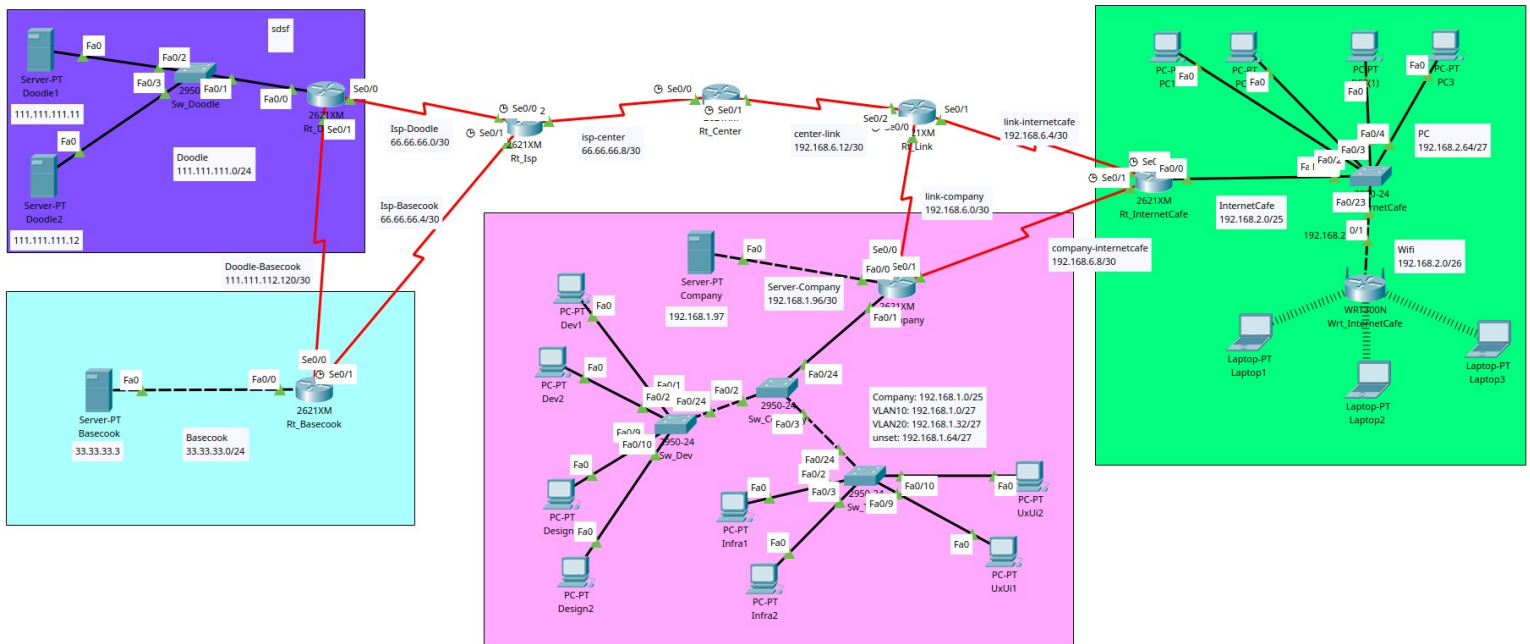 sdsf
Fa0
Fa0/2
Server-PT
Doodle1
111.111.111.11
Fa0/3
2950
Sw_Doodle
Fa0/1
Fa0/0
Se0/0
2621XM
Rt_D
Se0/1
Fa0
Server-PT
Doodle2
111.111.111.12
Doodle
111.111.111.0/24
Isp-Doodle
66.66.66.0/30
Se0/0
Se0/1
2
2621XM
Rt_Isp
isp-center
66.66.66.8/30
Se0/0
Se0/1
Rt_Center
center-link
192.168.6.12/30
Se0/2
Se0/1
1XM
Rt_Link
link-internetcafe
192.168.6.4/30
Isp-Basecook
66.66.66.4/30
Doodle-Basecook
111.111.112.120/30
Fa0
Server-PT
Basecook
33.33.33.3
Fa0/0
Se0/0
Se0/1
2621XM
Rt_Basecook
Basecook
33.33.33.0/24
link-company
192.168.6.0/30
company-internetcafe
192.168.6.8/30
Fa0
Server-PT
Company
192.168.1.97
Server-Company
192.168.1.96/30
Se0/0
Fa0/0
Se0/1
2621XM
mpany
Fa0/1
PC-PT
Dev1
Fa0
PC-PT
Dev2
Fa0
Fa0/1
Fa0/2
Fa0/24
2950-24
Sw_Dev
Fa0/9
Fa0/10
Fa0/2
Fa0/24
2950-24
Fa0/3
Company: 192.168.1.0/25
VLAN10: 192.168.1.0/27
VLAN20: 192.168.1.32/27
unset: 192.168.1.64/27
Fa0
PC-PT
Design
Fa0
PC-PT
Design2
Fa0/24
Fa0/2
Fa0/3
Fa0/10
Fa0/9
Fa0
PC-PT
Infra1
Fa0
PC-PT
Infra2
Fa0
PC-PT
UxUi2
Fa0
PC-PT
UxUi1
PC1
Fa0
Fa0
PC-PT
Fa0
PC-PT
PC3
Fa0
Fa0/4
Fa0/3
Fa0/2
PC
192.168.2.64/27
Se0/1
Fa0/0
2621XM
Rt_InternetCafe
InternetCafe
192.168.2.0/25
Fa0/23
0/1
192.168.2
Wifi
192.168.2.0/26
WRT300N
Wrt_InternetCafe
Laptop-PT
Laptop1
Laptop-PT
Laptop2
Laptop-PT
Laptop3